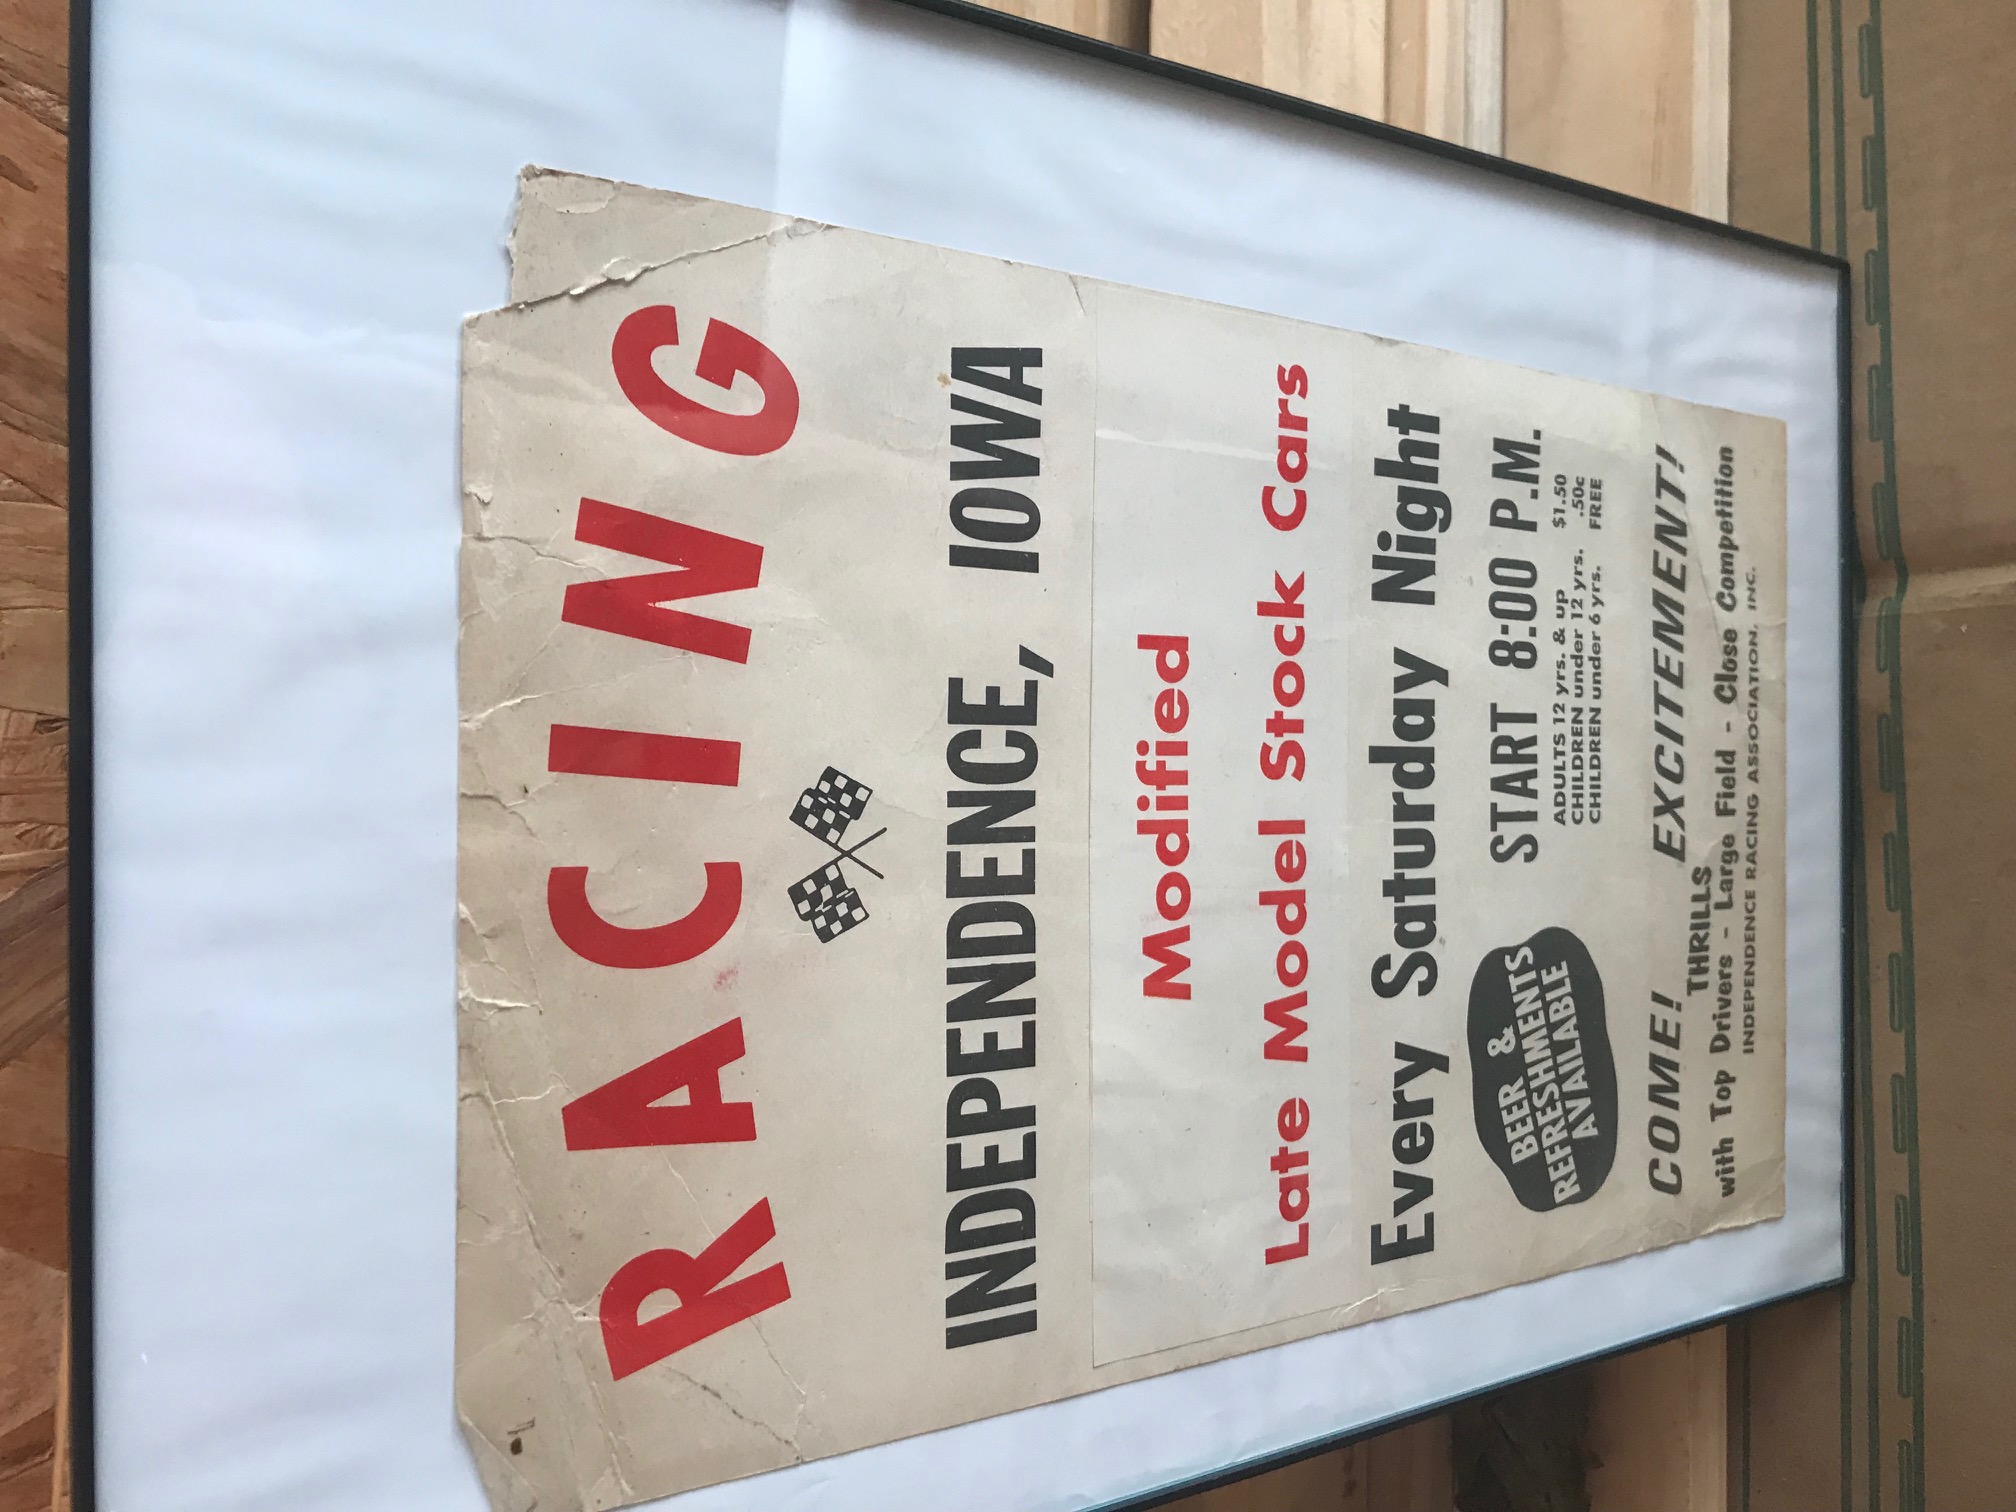 RACING
INDEPENDENCE, IOWA
Modified
Late Model Stock Cars
Every Saturday Night
BEER &
REFRESHMENTS
AVAILABLE
START 8:00 P.M.
ADULTS 12 yrs. & up $1.50
CHILDREN under 12 yrs. .50c
CHILDREN under 6 yrs. FREE
COME! THRILLS EXCITEMENT!
with Top Drivers - Large Field - Close Competition
INDEPENDENCE RACING ASSOCIATION, INC.